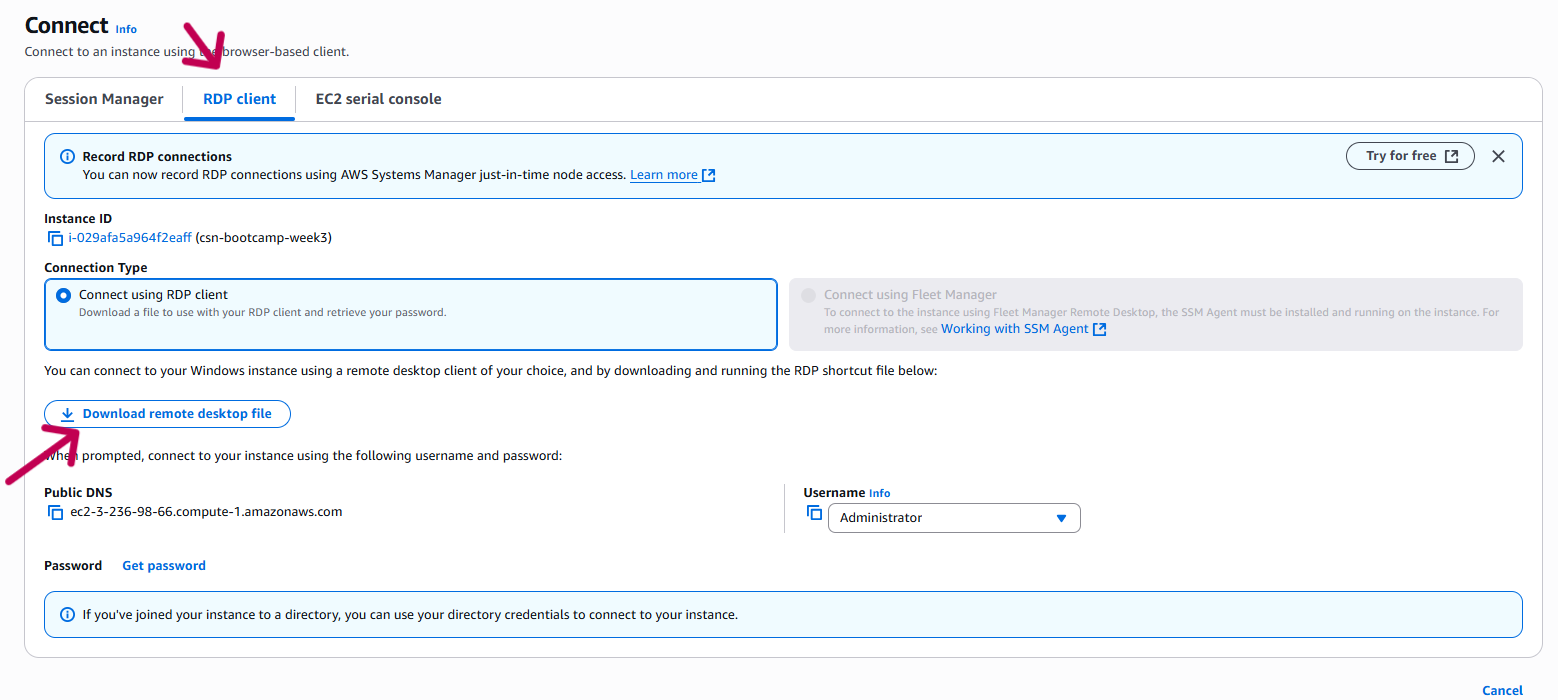 Connect Info
Connect to an instance using the browser-based client.
Session Manager
RDP client
EC2 serial console
Record RDP connections
You can now record RDP connections using AWS Systems Manager just-in-time node access. Learn more
Try for free
Instance ID
i-029afa5a964f2eaff (csn-bootcamp-week3)
Connection Type
Connect using RDP client
Download a file to use with your RDP client and retrieve your password.
Connect using Fleet Manager
To connect to the instance using Fleet Manager Remote Desktop, the SSM Agent must be installed and running on the instance. For
more information, see Working with SSM Agent
You can connect to your Windows instance using a remote desktop client of your choice, and by downloading and running the RDP shortcut file below:
Download remote desktop file
When prompted, connect to your instance using the following username and password:
Public DNS
ec2-3-236-98-66.compute-1.amazonaws.com
Username Info
Administrator
Password Get password
If you've joined your instance to a directory, you can use your directory credentials to connect to your instance.
Cancel